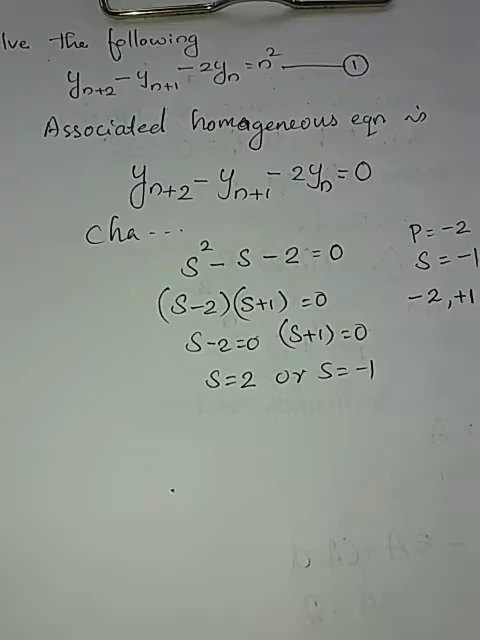 lve the following
yₙ₊₂ - yₙ₊₁ - 2yₙ = n² ——— ①
Associated homogeneous eqn is
yₙ₊₂ - yₙ₊₁ - 2yₙ = 0
Cha ...
s² - s - 2 = 0
(s-2)(s+1) = 0
s-2=0 (s+1)=0
s=2 or s=-1
P=-2
S=-1
-2,+1